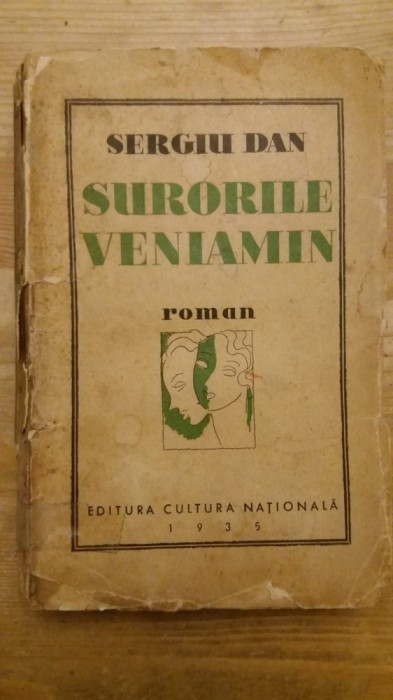 SERGIU DAN
SURORILE
VENIAMIN
roman
EDITURA CULTURA NAȚIONALĂ
1935